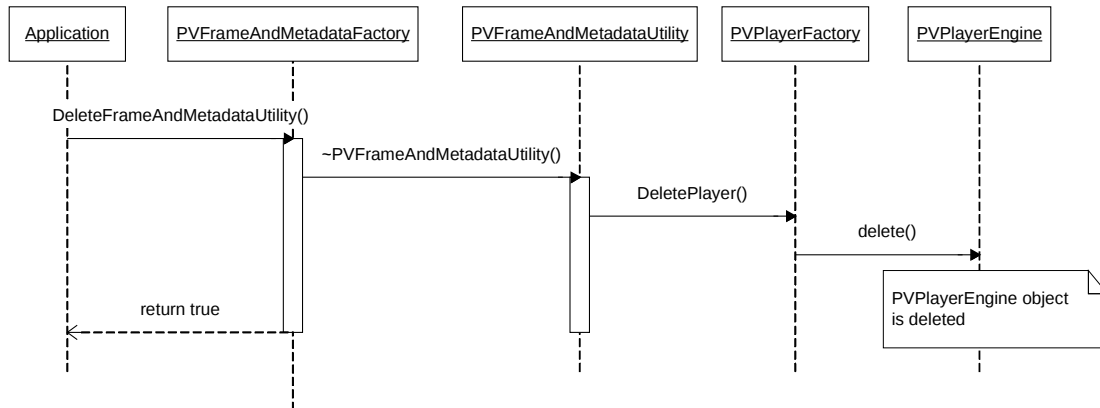 Application
PVFrameAndMetadataFactory
PVFrameAndMetadataUtility
PVPlayerFactory
PVPlayerEngine
DeleteFrameAndMetadataUtility()
~PVFrameAndMetadataUtility()
DeletePlayer()
delete()
PVPlayerEngine object
is deleted
return true